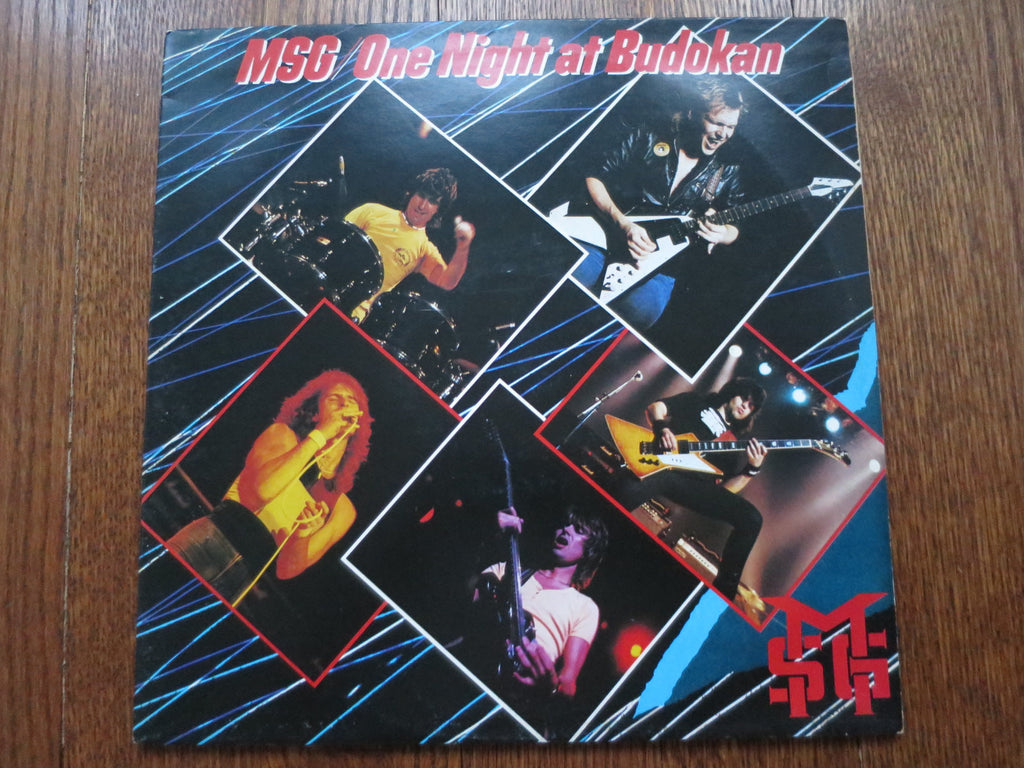 MSG / One Night at Budokan
MSG